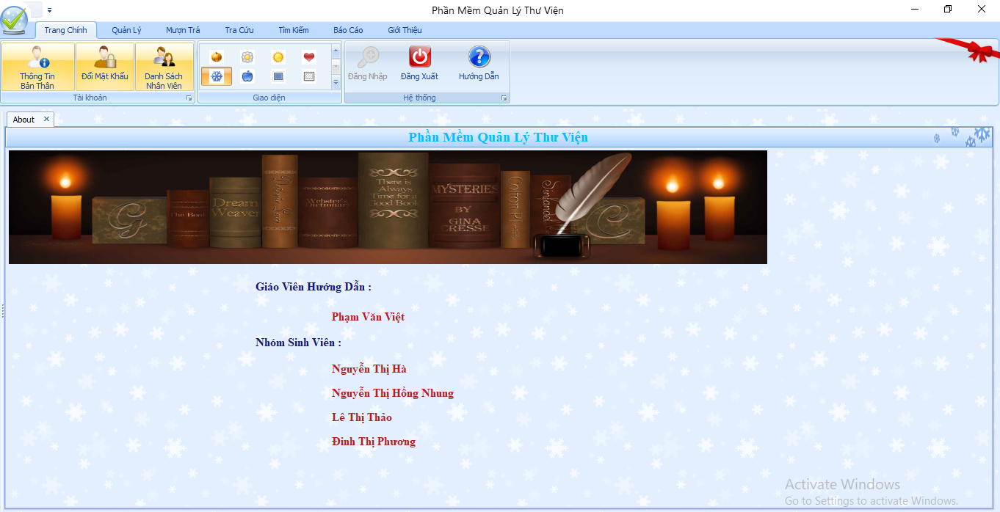 Phần Mềm Quản Lý Thư Viện
Trang Chính Quản Lý Mượn Trả Tra Cứu Tìm Kiếm Báo Cáo Giới Thiệu
Thông Tin Bản Thân
Đổi Mật Khẩu
Danh Sách Nhân Viên
Đăng Nhập
Đăng Xuất
Hướng Dẫn
Tài khoản
Giao diện
Hệ thống
About
Phần Mềm Quản Lý Thư Viện
G
The Book
Dream
Weaver
Webster's
Dictionary
There is
Always
Time for a
Good Book
MYSTERIES
BY
GINA
CRESSE
Zinfandel
C
Giáo Viên Hướng Dẫn :
Phạm Văn Việt
Nhóm Sinh Viên :
Nguyễn Thị Hà
Nguyễn Thị Hồng Nhung
Lê Thị Thảo
Đinh Thị Phương
Activate Windows
Go to Settings to activate Windows.